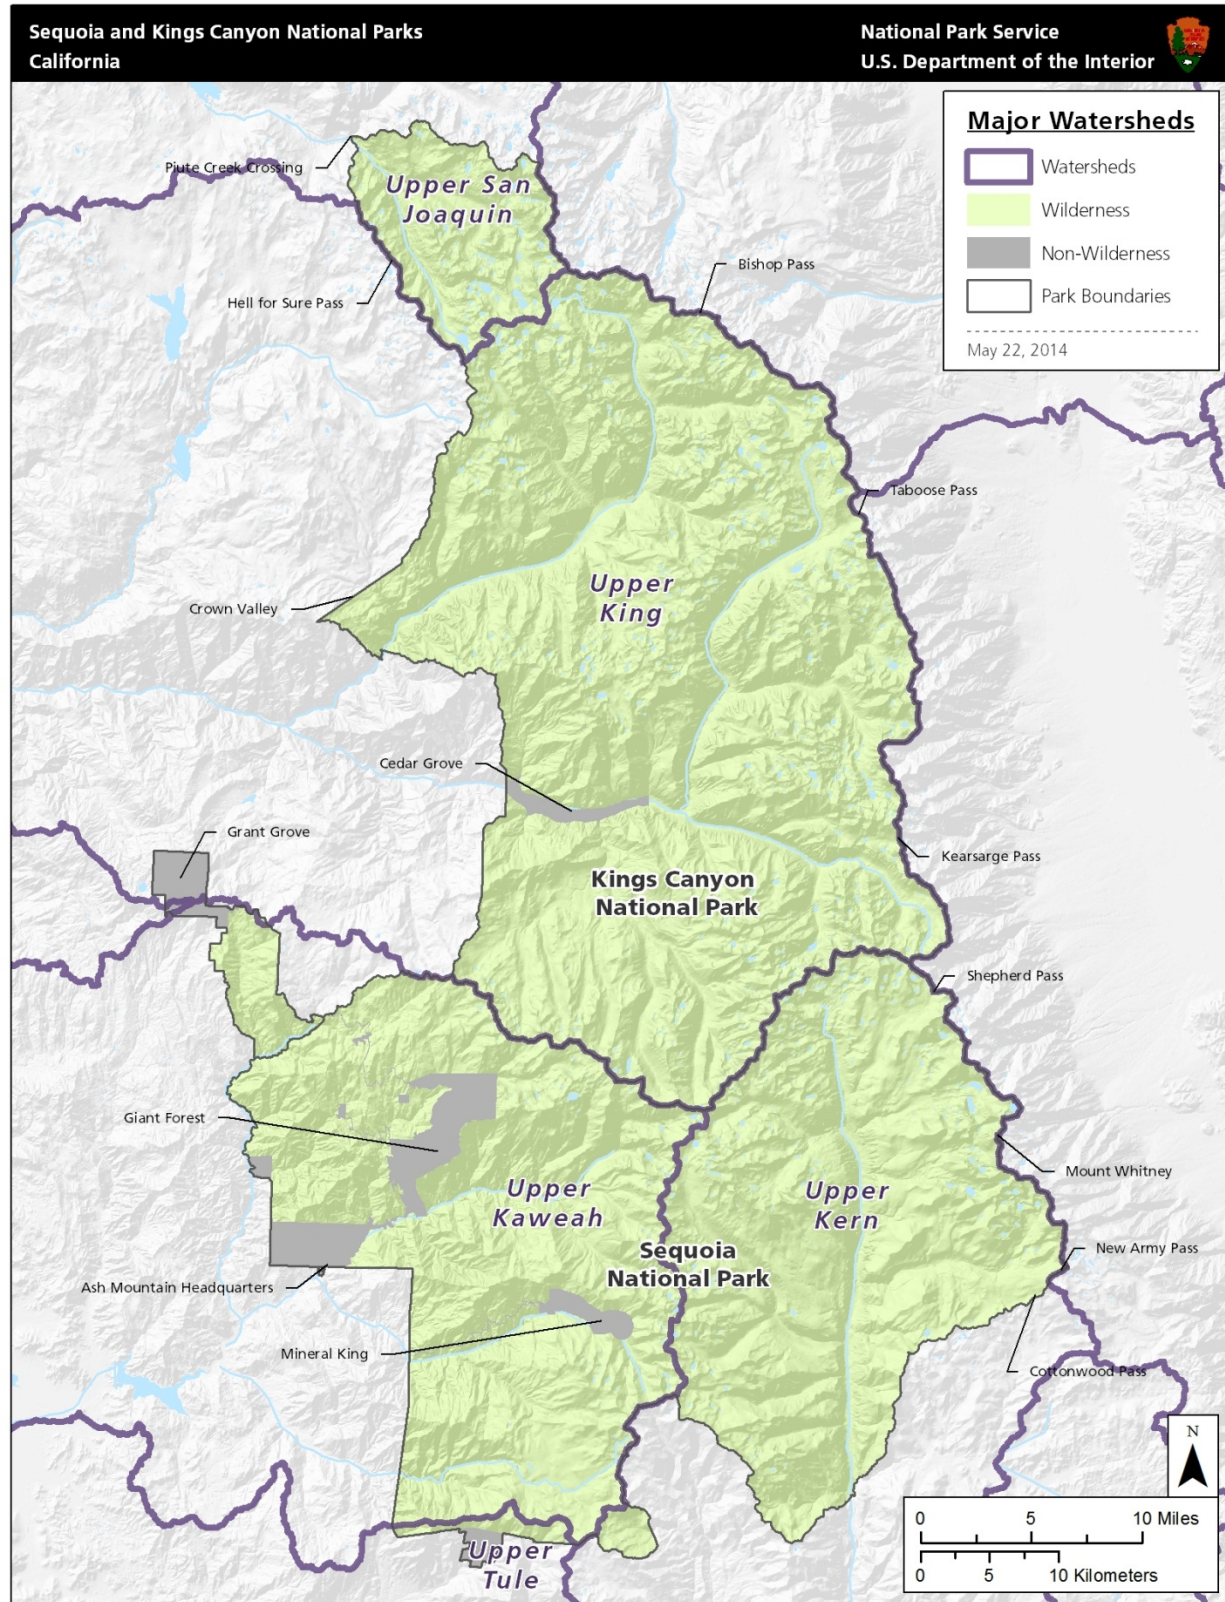 Sequoia and Kings Canyon National Parks
California
National Park Service
U.S. Department of the Interior
Major Watersheds
Watersheds
Wilderness
Non-Wilderness
Park Boundaries
May 22, 2014
Piute Creek Crossing
Upper San
Joaquin
Bishop Pass
Hell for Sure Pass
Taboose Pass
Upper
King
Crown Valley
Cedar Grove
Grant Grove
Kearsarge Pass
Kings Canyon
National Park
Shepherd Pass
Giant Forest
Mount Whitney
Upper
Kaweah
Upper
Kern
Sequoia
National Park
New Army Pass
Ash Mountain Headquarters
Mineral King
Cottonwood Pass
N
0 5 10 Miles
0 5 10 Kilometers
Upper
Tule